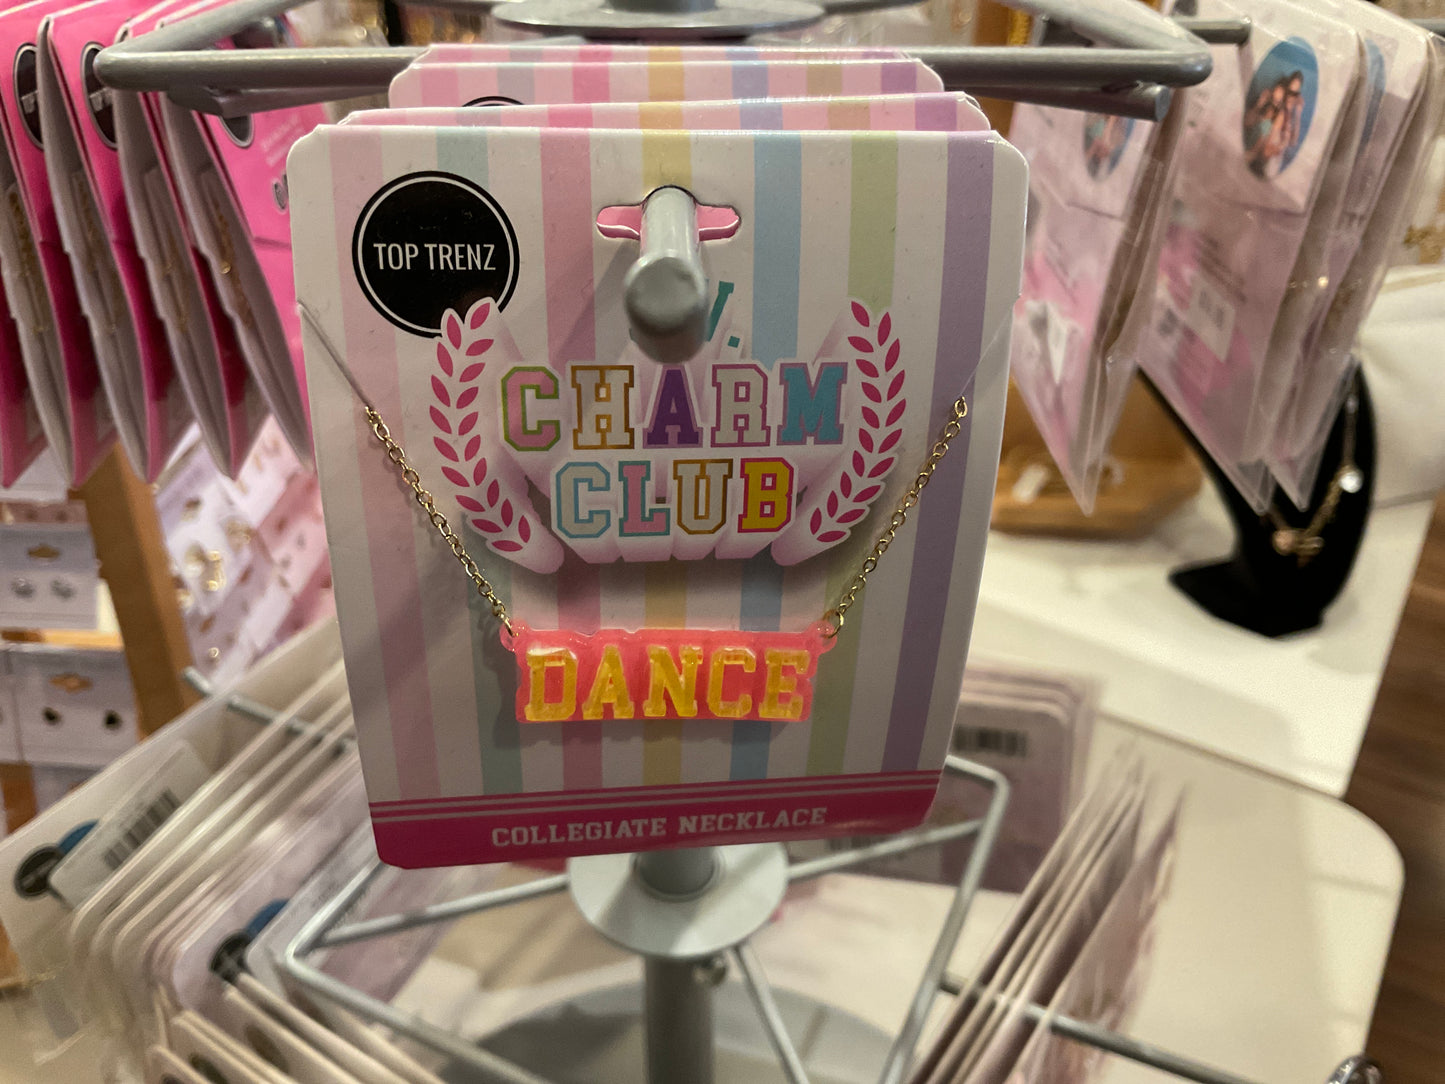 TOP TRENZ
CHARM
CLUB
DANCE
COLLEGIATE NECKLACE